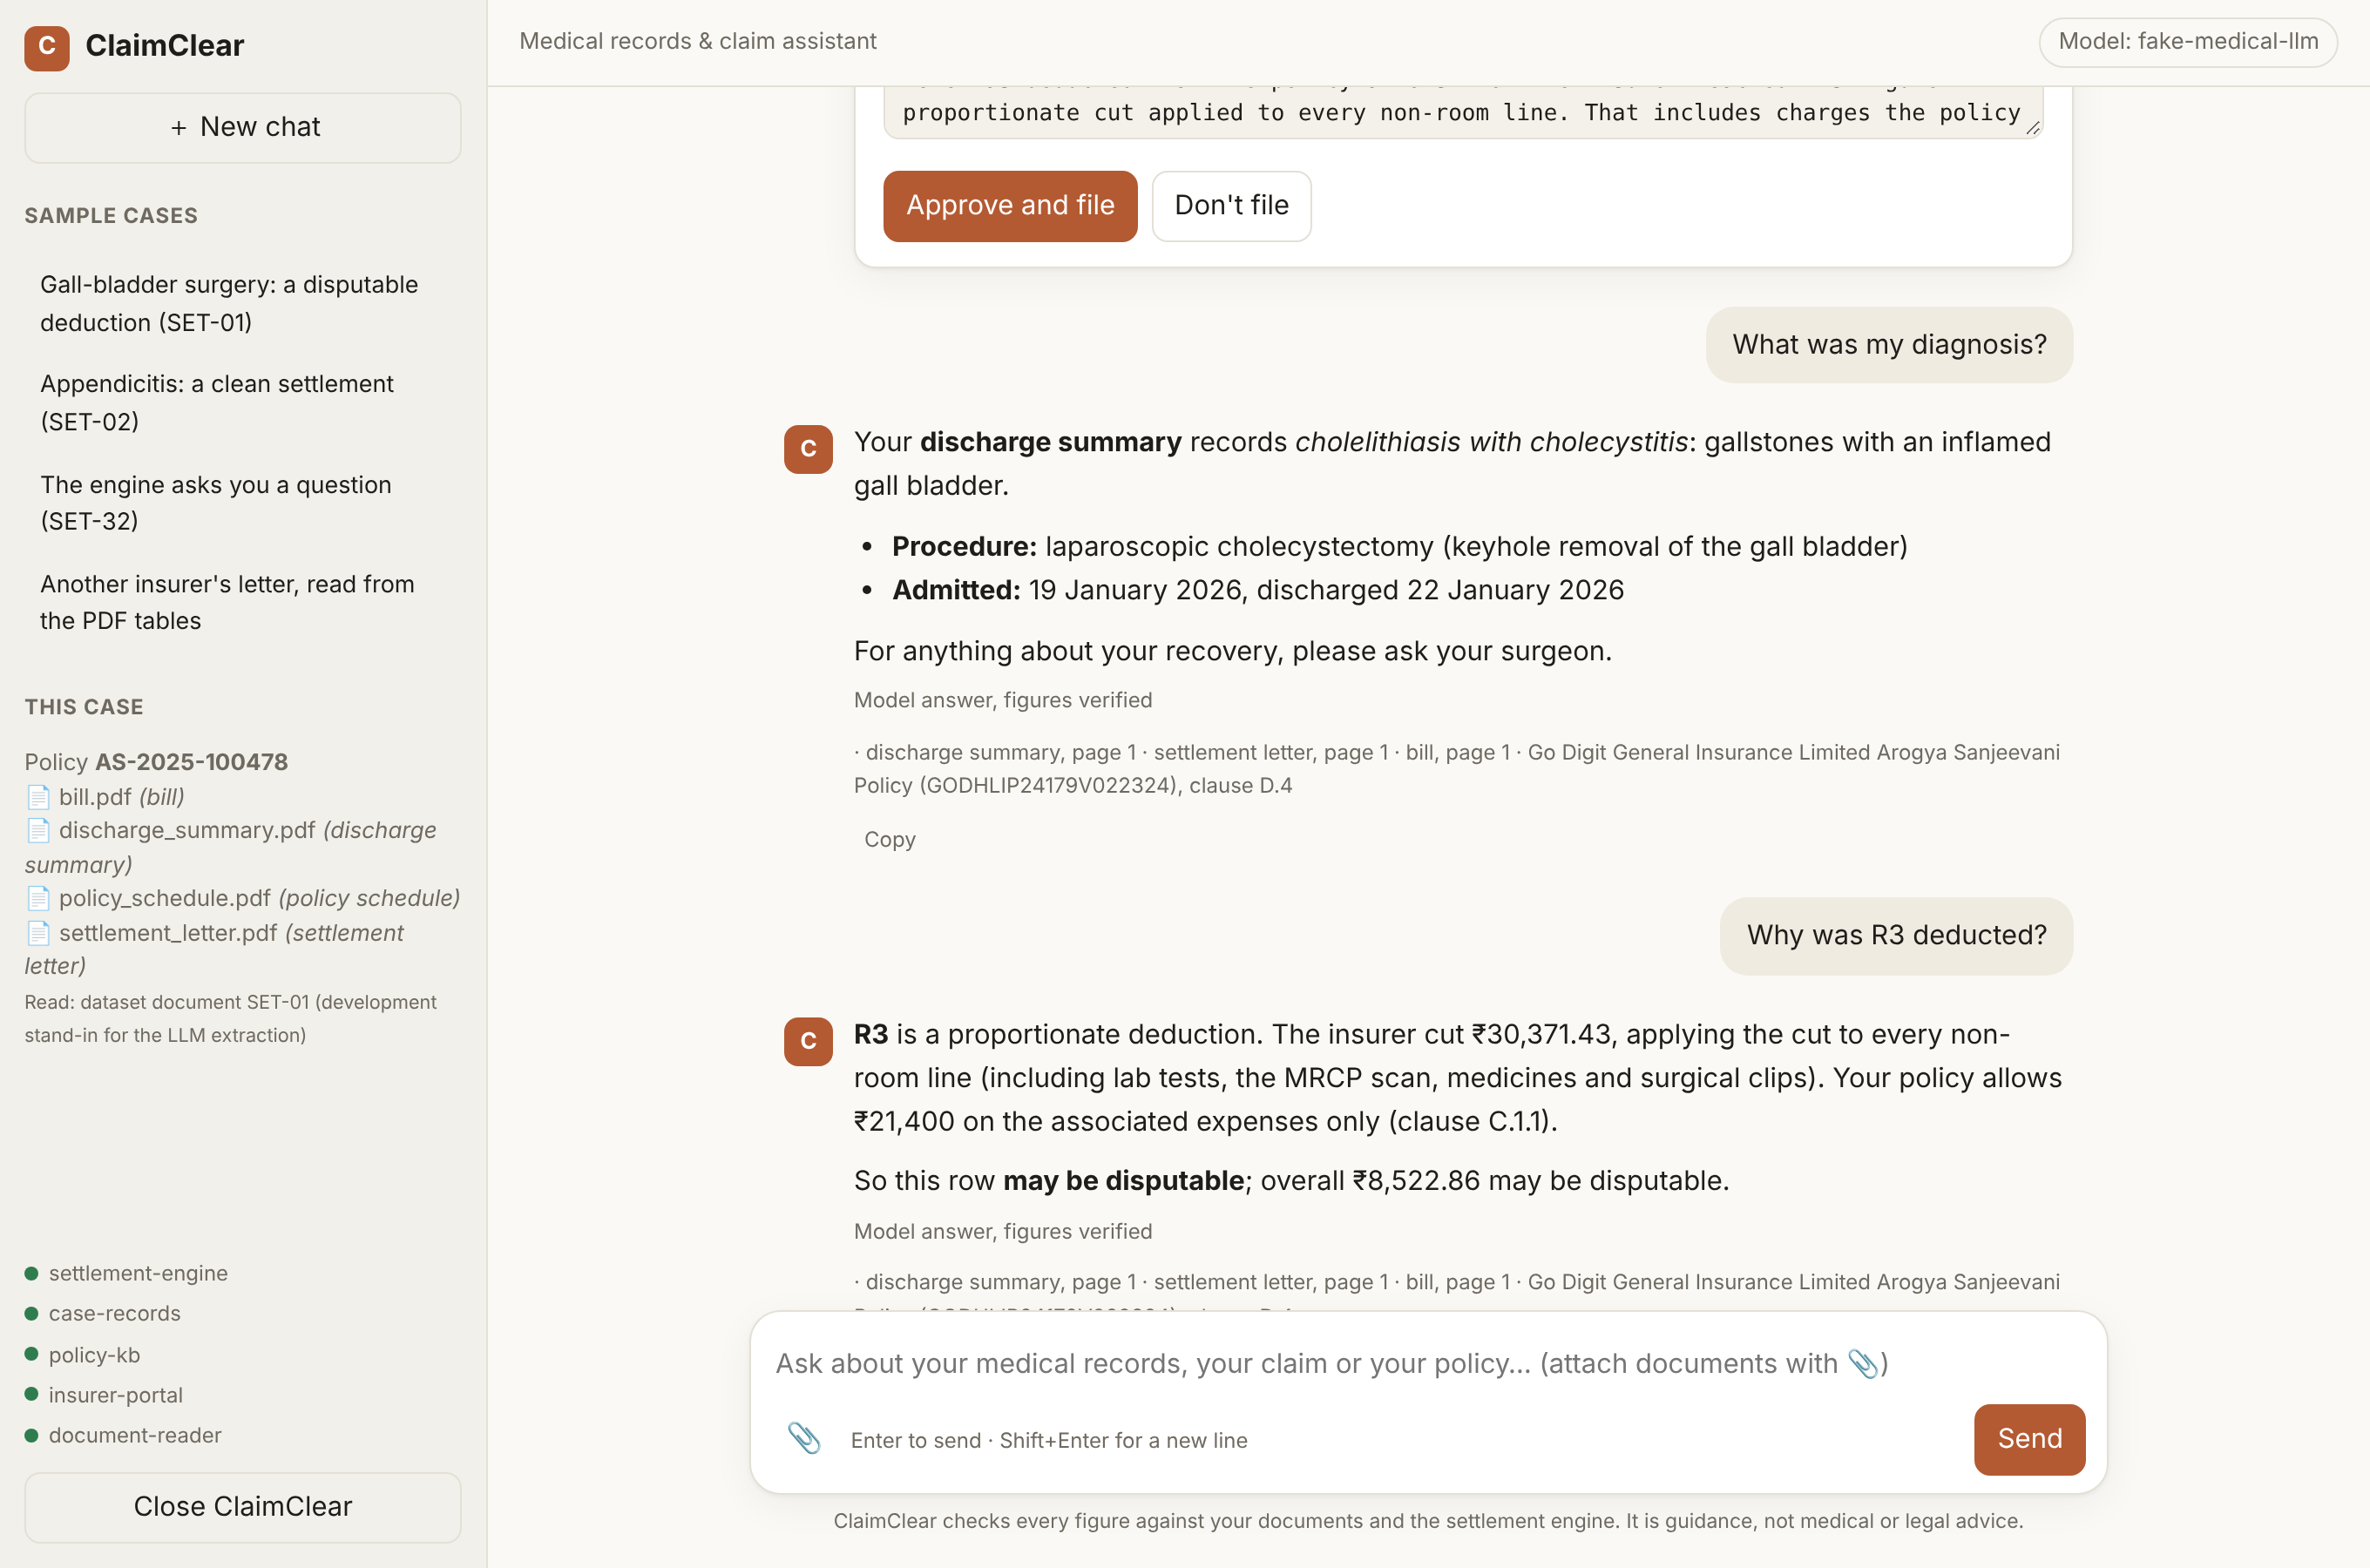 C ClaimClear
+ New chat
SAMPLE CASES
Gall-bladder surgery: a disputable
deduction (SET-01)
Appendicitis: a clean settlement
(SET-02)
The engine asks you a question
(SET-32)
Another insurer's letter, read from
the PDF tables
THIS CASE
Policy AS-2025-100478
bill.pdf (bill)
discharge_summary.pdf (discharge
summary)
policy_schedule.pdf (policy schedule)
settlement_letter.pdf (settlement
letter)
Read: dataset document SET-01 (development
stand-in for the LLM extraction)
settlement-engine
case-records
policy-kb
insurer-portal
document-reader
Close ClaimClear
Medical records & claim assistant
Model: fake-medical-llm
proportionate cut applied to every non-room line. That includes charges the policy
Approve and file
Don't file
What was my diagnosis?
C
Your discharge summary records cholelithiasis with cholecystitis: gallstones with an inflamed
gall bladder.
• Procedure: laparoscopic cholecystectomy (keyhole removal of the gall bladder)
• Admitted: 19 January 2026, discharged 22 January 2026
For anything about your recovery, please ask your surgeon.
Model answer, figures verified
· discharge summary, page 1 · settlement letter, page 1 · bill, page 1 · Go Digit General Insurance Limited Arogya Sanjeevani
Policy (GODHLIP24179V022324), clause D.4
Copy
Why was R3 deducted?
C
R3 is a proportionate deduction. The insurer cut ₹30,371.43, applying the cut to every non-
room line (including lab tests, the MRCP scan, medicines and surgical clips). Your policy allows
₹21,400 on the associated expenses only (clause C.1.1).
So this row may be disputable; overall ₹8,522.86 may be disputable.
Model answer, figures verified
· discharge summary, page 1 · settlement letter, page 1 · bill, page 1 · Go Digit General Insurance Limited Arogya Sanjeevani
Ask about your medical records, your claim or your policy… (attach documents with 📎)
Enter to send · Shift+Enter for a new line
Send
ClaimClear checks every figure against your documents and the settlement engine. It is guidance, not medical or legal advice.